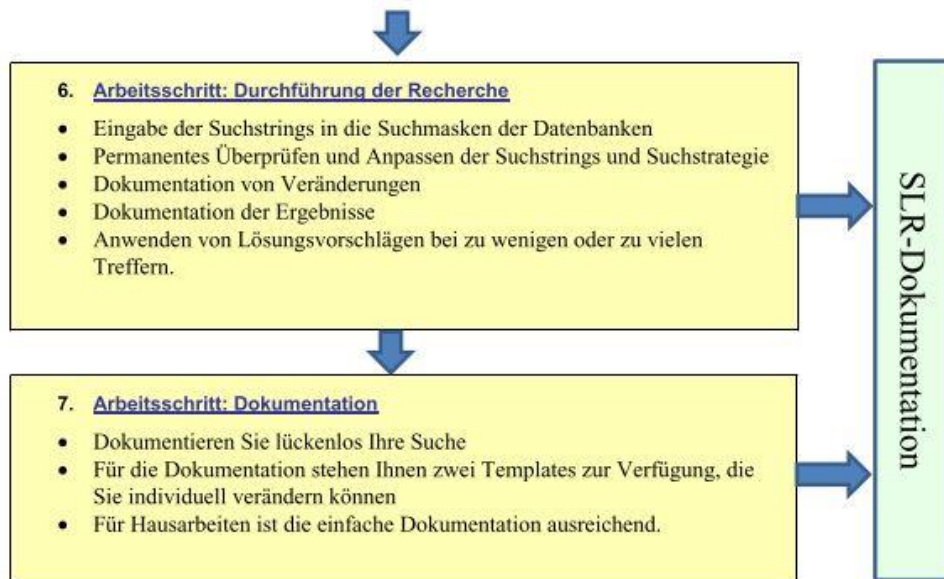 6. Arbeitsschritt: Durchführung der Recherche
• Eingabe der Suchstrings in die Suchmasken der Datenbanken
• Permanentes Überprüfen und Anpassen der Suchstrings und Suchstrategie
• Dokumentation von Veränderungen
• Dokumentation der Ergebnisse
• Anwenden von Lösungsvorschlägen bei zu wenigen oder zu vielen
Treffern.
7. Arbeitsschritt: Dokumentation
• Dokumentieren Sie lückenlos Ihre Suche
• Für die Dokumentation stehen Ihnen zwei Templates zur Verfügung, die
Sie individuell verändern können
• Für Hausarbeiten ist die einfache Dokumentation ausreichend.
SLR-Dokumentation